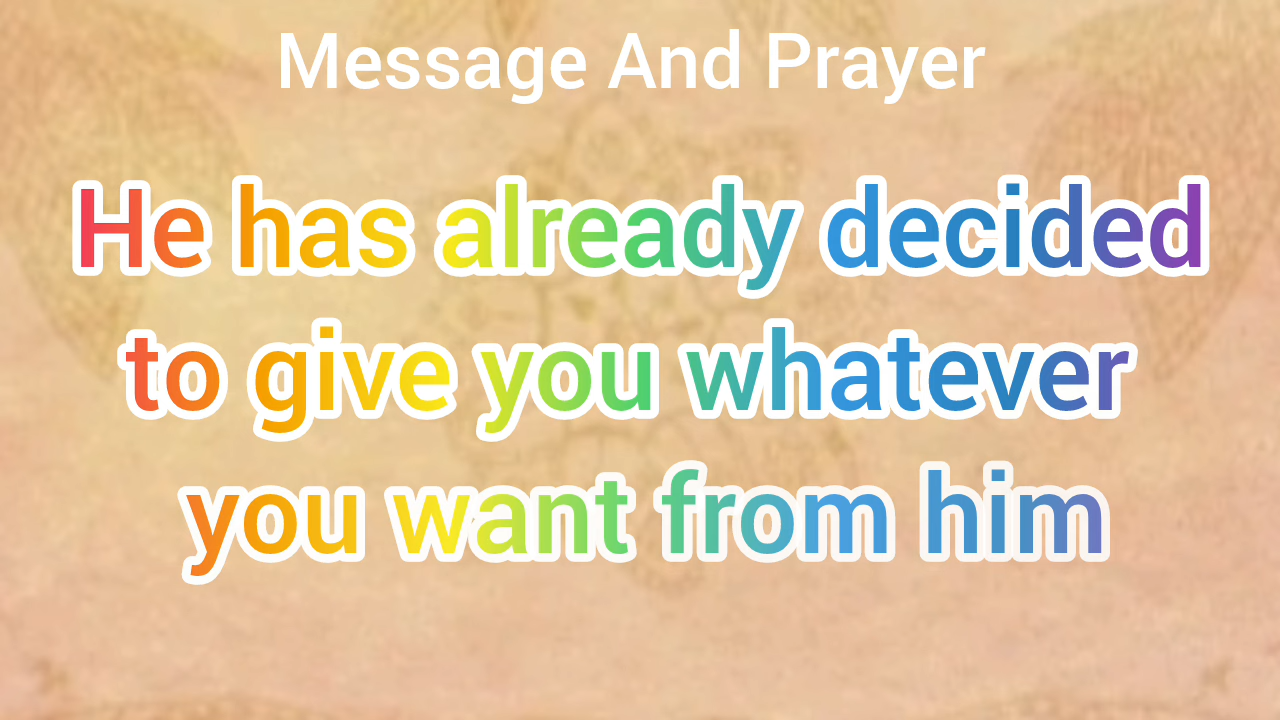 Message And Prayer
He has already decided
to give you whatever
you want from him